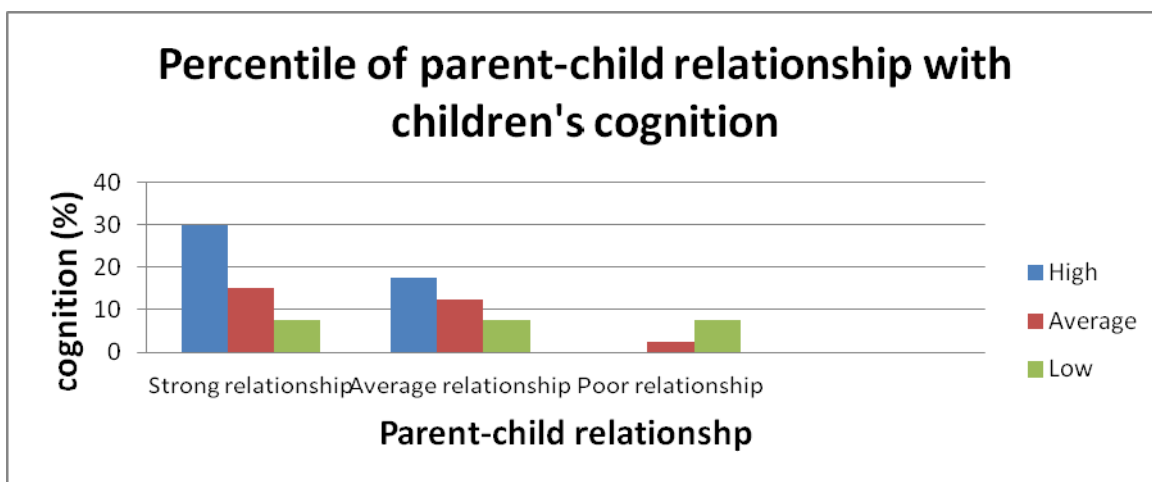 Percentile of parent-child relationship with
children's cognition
cognition (%)
40
30
20
10
0
Strong relationship
Average relationship
Poor relationship
Parent-child relationshp
High
Average
Low